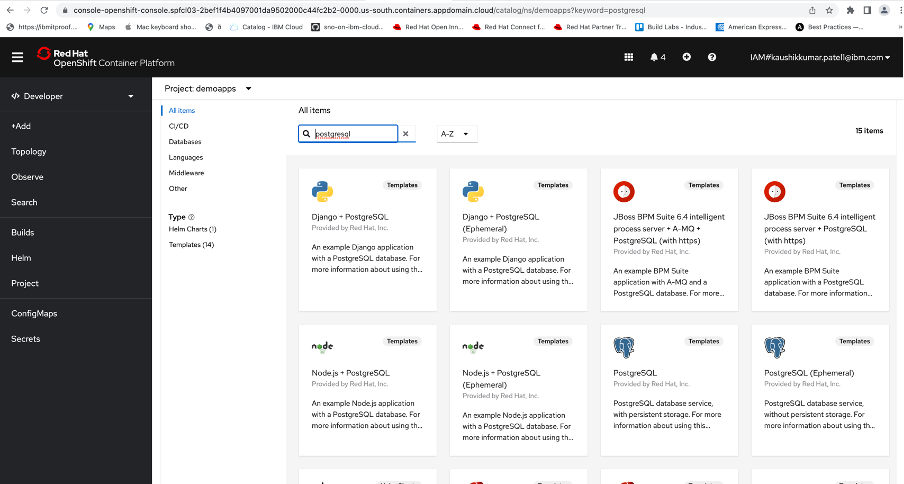 console-openshift-console.spfcl03-2bef1f4b4097001da9502000c44fc2b2-0000.us-south.containers.appdomain.cloud/catalog/ns/demoapps?keyword=postgresql
https://ibmitproof....
Maps
Mac keyboard sho...
Catalog - IBM Cloud
sno-on-ibm-cloud...
Red Hat Open Inn...
Red Hat Connect f...
Red Hat Partner Tr...
Build Labs - Indus...
American Express...
Best Practices —...
Red Hat
OpenShift Container Platform
4
</> Developer
Project: demoapps
+Add
Topology
Observe
Search
Builds
Helm
Project
ConfigMaps
Secrets
All items
CI/CD
Databases
Languages
Middleware
Other
Type
Helm Charts (1)
Templates (14)
All items
postgresql
A-Z
15 items
Templates
Django + PostgreSQL
Provided by Red Hat, Inc.
An example Django application
with a PostgreSQL database. For
more information about using th...
Templates
Django + PostgreSQL
(Ephemeral)
Provided by Red Hat, Inc.
An example Django application
with a PostgreSQL database. For
more information about using th...
Templates
JBoss BPM Suite 6.4 intelligent
process server + A-MQ +
PostgreSQL (with https)
Provided by Red Hat, Inc.
An example BPM Suite
application with A-MQ and a
PostgreSQL database. For more...
Templates
JBoss BPM Suite 6.4 intelligent
process server + PostgreSQL
(with https)
Provided by Red Hat, Inc.
An example BPM Suite
application with a PostgreSQL
database. For more information...
Templates
node
Node.js + PostgreSQL
Provided by Red Hat, Inc.
An example Node.js application
with a PostgreSQL database. For
more information about using th...
Templates
node
Node.js + PostgreSQL
(Ephemeral)
Provided by Red Hat, Inc.
An example Node.js application
with a PostgreSQL database. For
more information about using th...
Templates
PostgreSQL
Provided by Red Hat, Inc.
PostgreSQL database service,
with persistent storage. For more
information about using this...
Templates
PostgreSQL (Ephemeral)
Provided by Red Hat, Inc.
PostgreSQL database service,
without persistent storage. For
more information about using th...